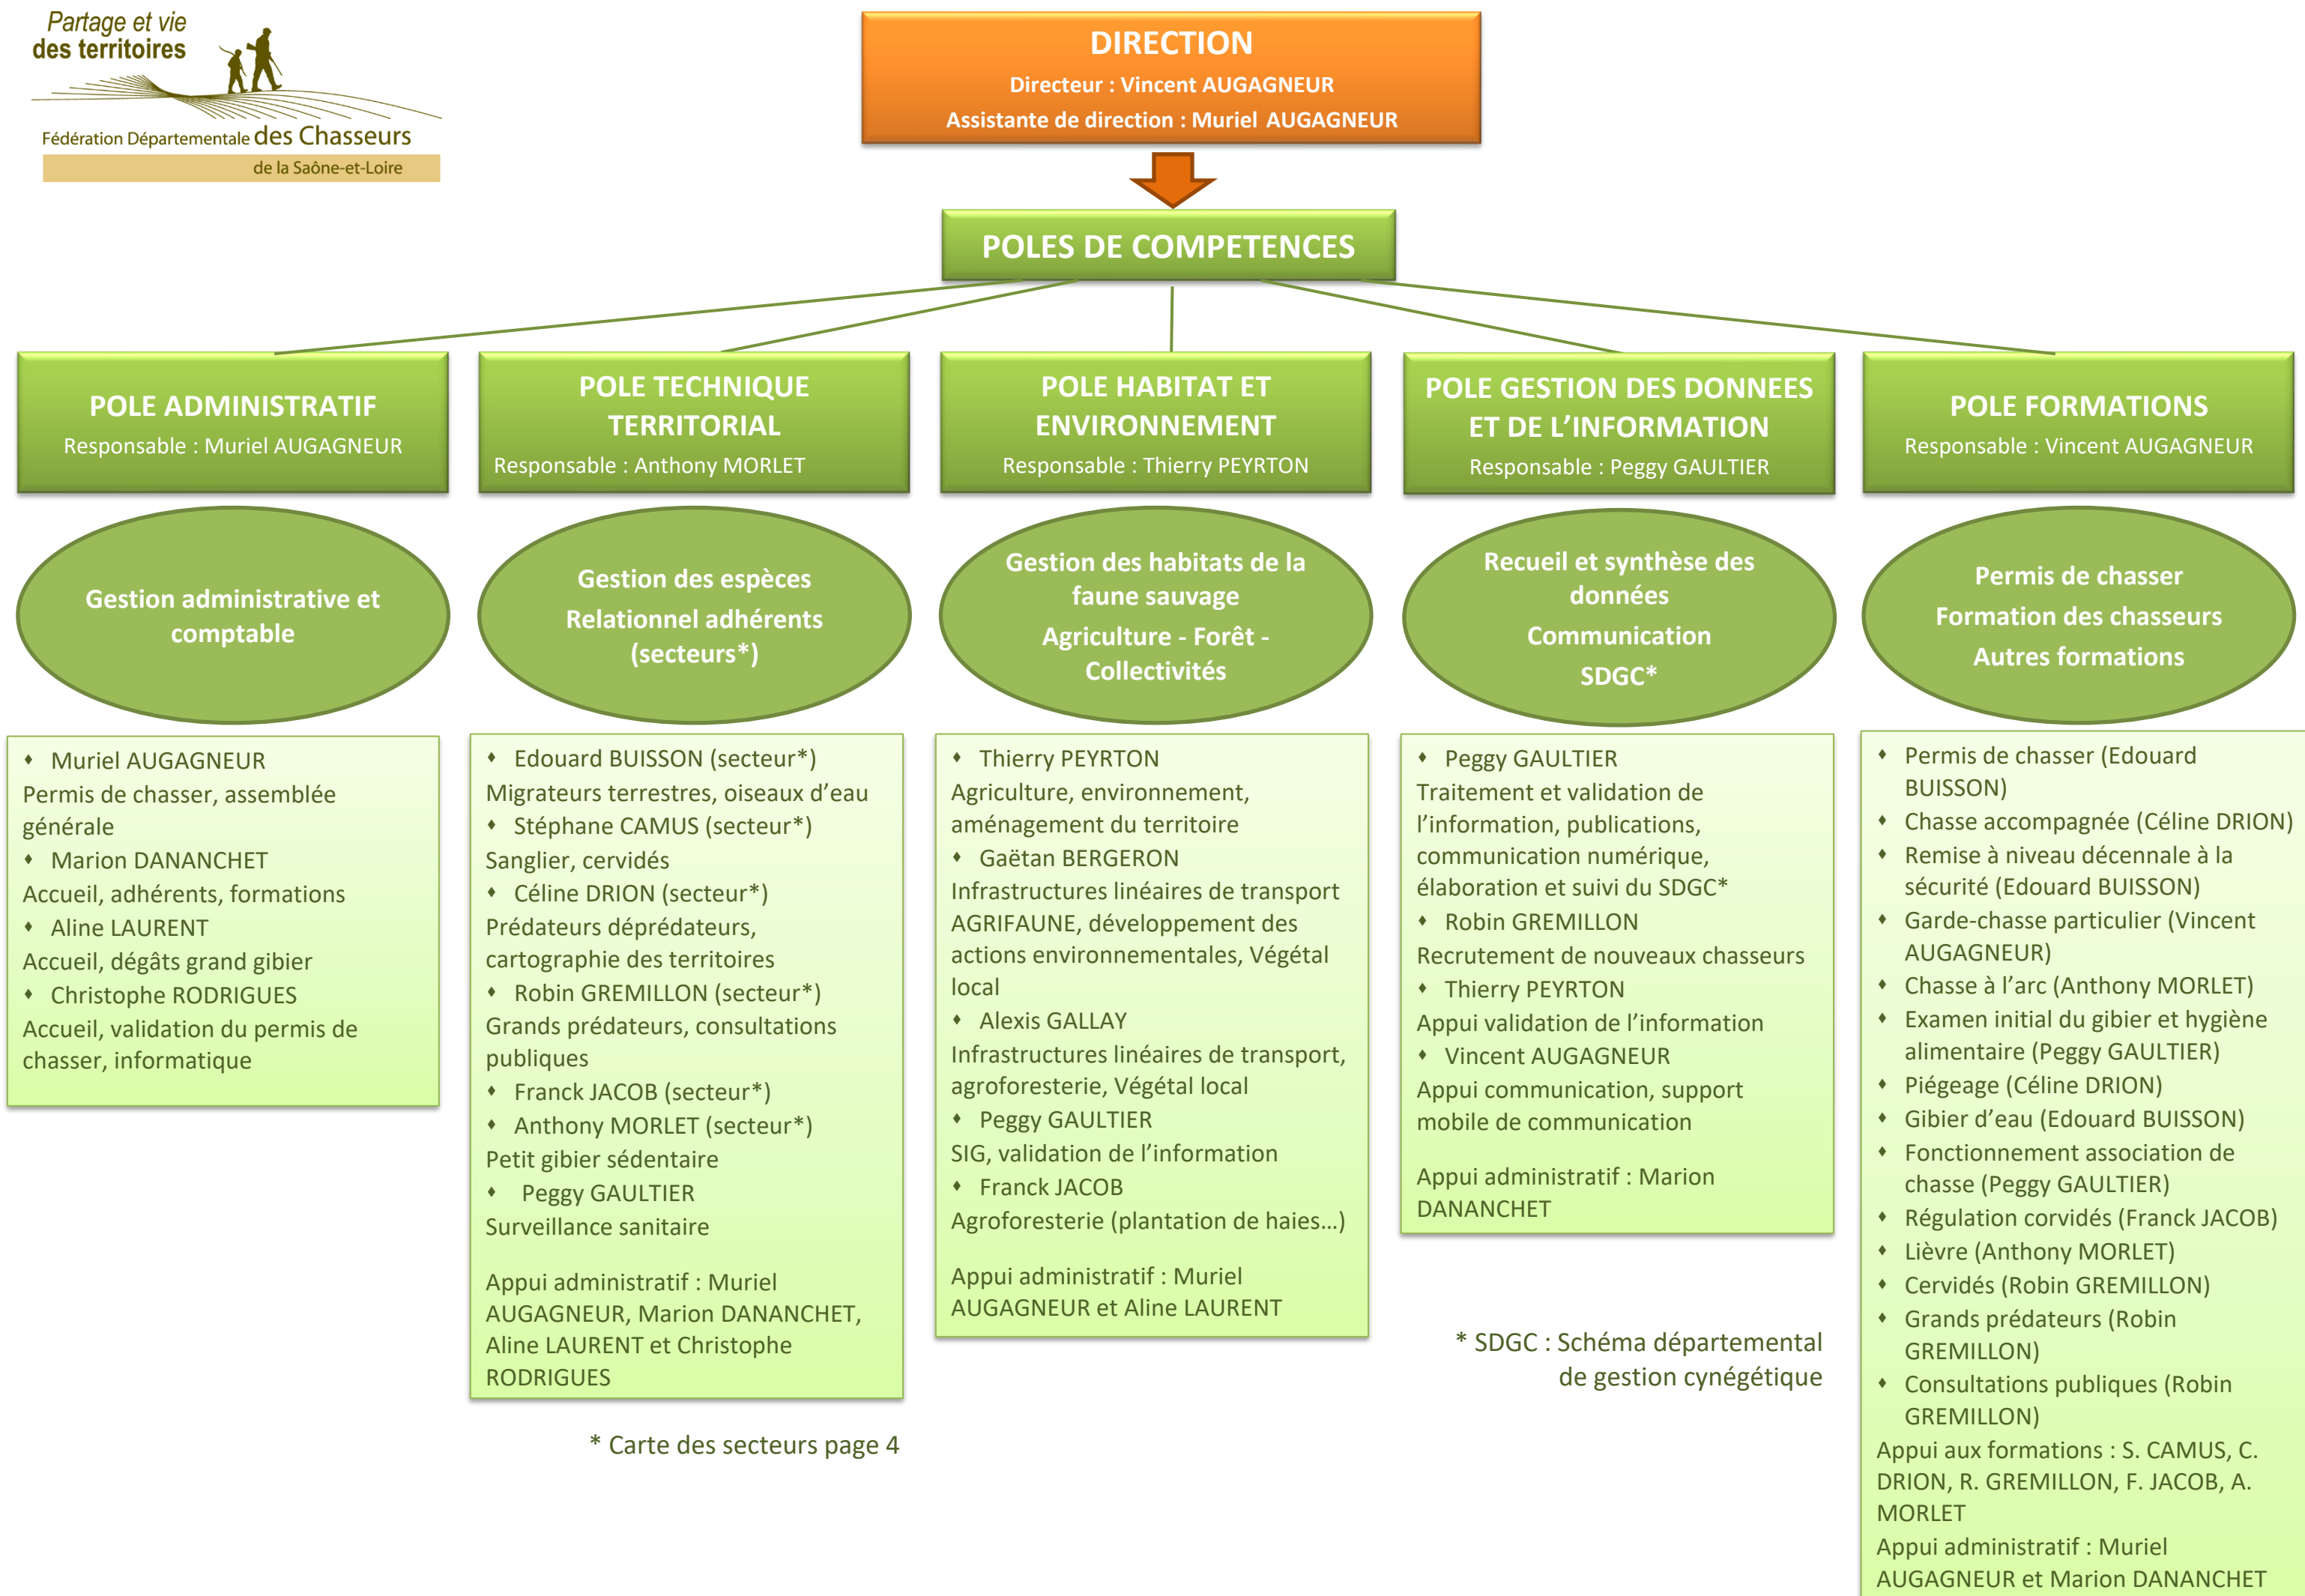 Partage et vie
des territoires
Fédération Départementale des Chasseurs
de la Saône-et-Loire
DIRECTION
Directeur : Vincent AUGAGNEUR
Assistante de direction : Muriel AUGAGNEUR
POLES DE COMPETENCES
POLE ADMINISTRATIF
Responsable : Muriel AUGAGNEUR
POLE TECHNIQUE
TERRITORIAL
Responsable : Anthony MORLET
POLE HABITAT ET
ENVIRONNEMENT
Responsable : Thierry PEYRTON
POLE GESTION DES DONNEES
ET DE L’INFORMATION
Responsable : Peggy GAULTIER
POLE FORMATIONS
Responsable : Vincent AUGAGNEUR
Gestion administrative et
comptable
Gestion des espèces
Relationnel adhérents
(secteurs*)
Gestion des habitats de la
faune sauvage
Agriculture - Forêt -
Collectivités
Recueil et synthèse des
données
Communication
SDGC*
Permis de chasser
Formation des chasseurs
Autres formations
⬧ Muriel AUGAGNEUR
Permis de chasser, assemblée
générale
⬧ Marion DANANCHET
Accueil, adhérents, formations
⬧ Aline LAURENT
Accueil, dégâts grand gibier
⬧ Christophe RODRIGUES
Accueil, validation du permis de
chasser, informatique
⬧ Edouard BUISSON (secteur*)
Migrateurs terrestres, oiseaux d’eau
⬧ Stéphane CAMUS (secteur*)
Sanglier, cervidés
⬧ Céline DRION (secteur*)
Prédateurs déprédateurs,
cartographie des territoires
⬧ Robin GREMILLON (secteur*)
Grands prédateurs, consultations
publiques
⬧ Franck JACOB (secteur*)
⬧ Anthony MORLET (secteur*)
Petit gibier sédentaire
⬧ Peggy GAULTIER
Surveillance sanitaire
Appui administratif : Muriel
AUGAGNEUR, Marion DANANCHET,
Aline LAURENT et Christophe
RODRIGUES
* Carte des secteurs page 4
⬧ Thierry PEYRTON
Agriculture, environnement,
aménagement du territoire
⬧ Gaëtan BERGERON
Infrastructures linéaires de transport
AGRIFAUNE, développement des
actions environnementales, Végétal
local
⬧ Alexis GALLAY
Infrastructures linéaires de transport,
agroforesterie, Végétal local
⬧ Peggy GAULTIER
SIG, validation de l’information
⬧ Franck JACOB
Agroforesterie (plantation de haies…)
Appui administratif : Muriel
AUGAGNEUR et Aline LAURENT
⬧ Peggy GAULTIER
Traitement et validation de
l’information, publications,
communication numérique,
élaboration et suivi du SDGC*
⬧ Robin GREMILLON
Recrutement de nouveaux chasseurs
⬧ Thierry PEYRTON
Appui validation de l’information
⬧ Vincent AUGAGNEUR
Appui communication, support
mobile de communication
Appui administratif : Marion
DANANCHET
* SDGC : Schéma départemental
de gestion cynégétique
⬧ Permis de chasser (Edouard
BUISSON)
⬧ Chasse accompagnée (Céline DRION)
⬧ Remise à niveau décennale à la
sécurité (Edouard BUISSON)
⬧ Garde-chasse particulier (Vincent
AUGAGNEUR)
⬧ Chasse à l’arc (Anthony MORLET)
⬧ Examen initial du gibier et hygiène
alimentaire (Peggy GAULTIER)
⬧ Piégeage (Céline DRION)
⬧ Gibier d’eau (Edouard BUISSON)
⬧ Fonctionnement association de
chasse (Peggy GAULTIER)
⬧ Régulation corvidés (Franck JACOB)
⬧ Lièvre (Anthony MORLET)
⬧ Cervidés (Robin GREMILLON)
⬧ Grands prédateurs (Robin
GREMILLON)
⬧ Consultations publiques (Robin
GREMILLON)
Appui aux formations : S. CAMUS, C.
DRION, R. GREMILLON, F. JACOB, A.
MORLET
Appui administratif : Muriel
AUGAGNEUR et Marion DANANCHET